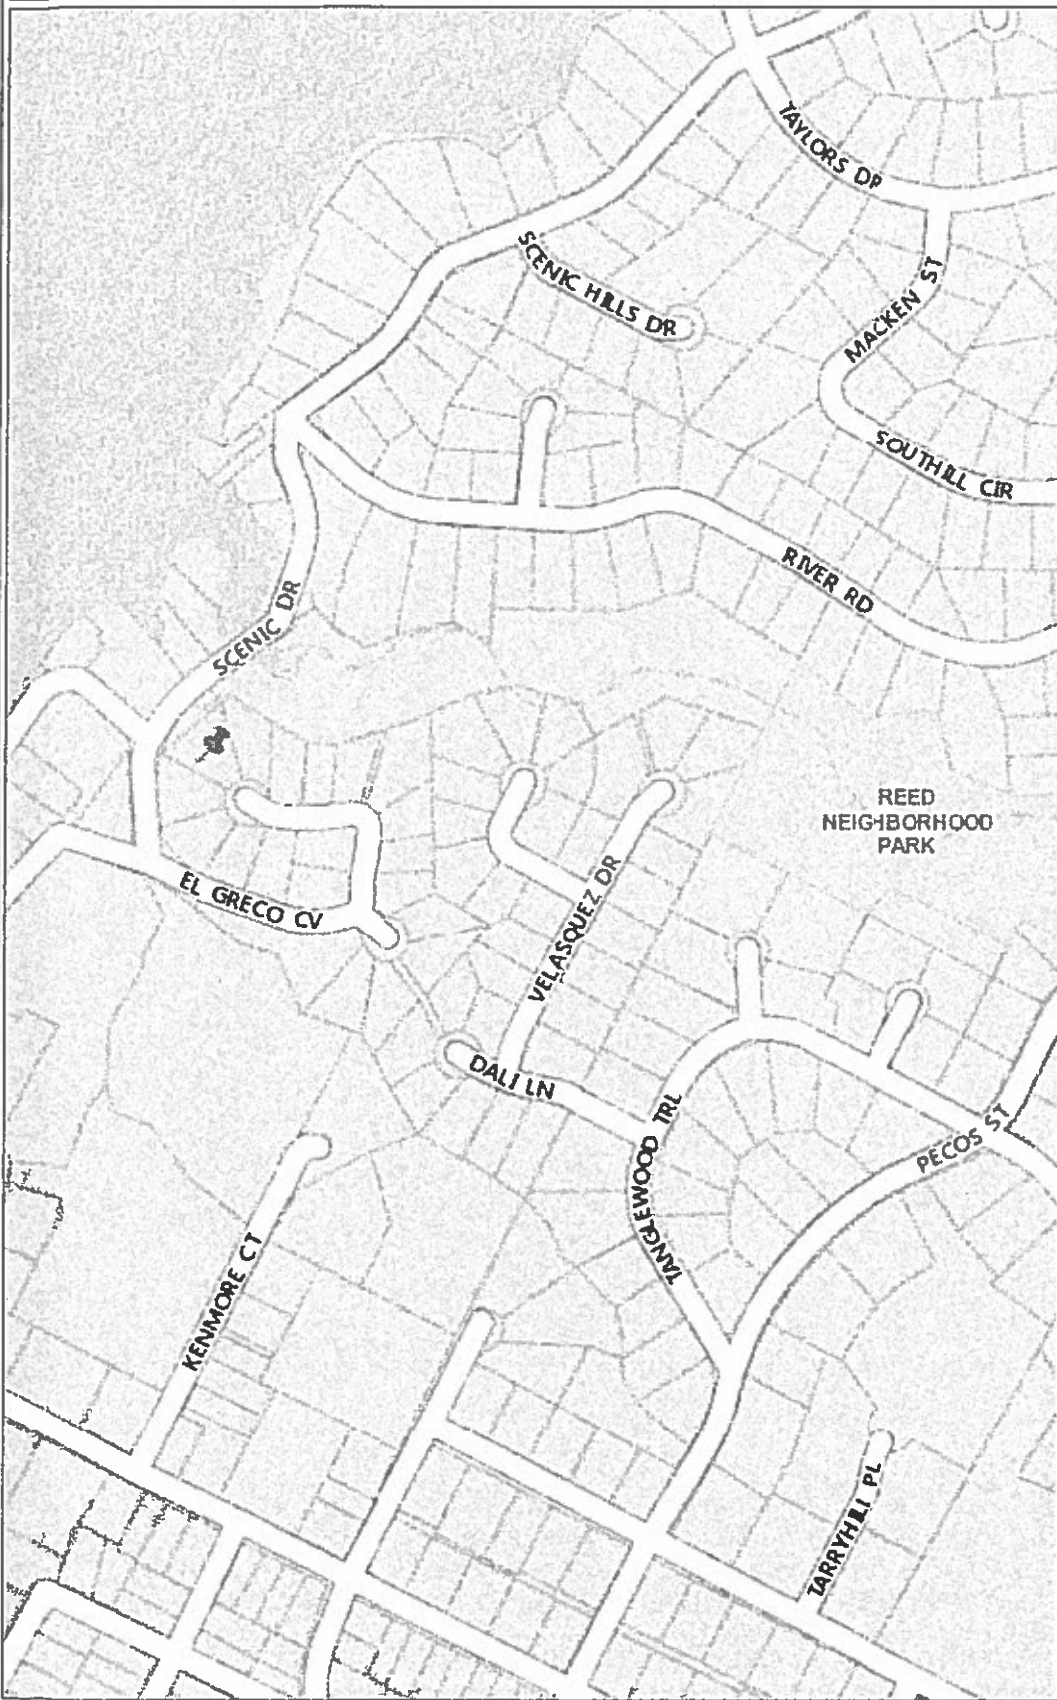 TAYLORS DR
SCENIC HILLS DR
MACKEN ST
SOUTHILL CIR
RIVER RD
SCENIC DR
REED
NEIGHBORHOOD
PARK
EL GRECO CV
VELASQUEZ DR
DALI LN
TANGLEWOOD TRL
PECOS ST
KENMORE CT
TARRYHILL PL